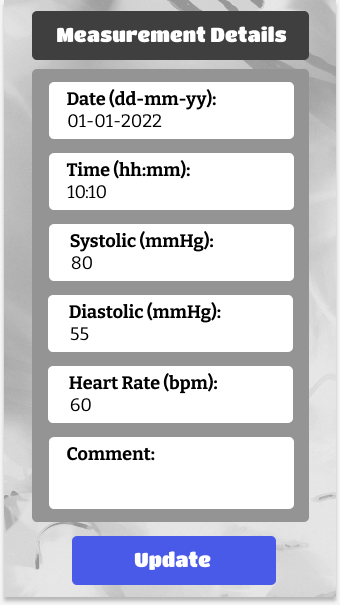 Measurement Details
Date (dd-mm-yy):
01-01-2022
Time (hh:mm):
10:10
Systolic (mmHg):
80
Diastolic (mmHg):
55
Heart Rate (bpm):
60
Comment:
Update